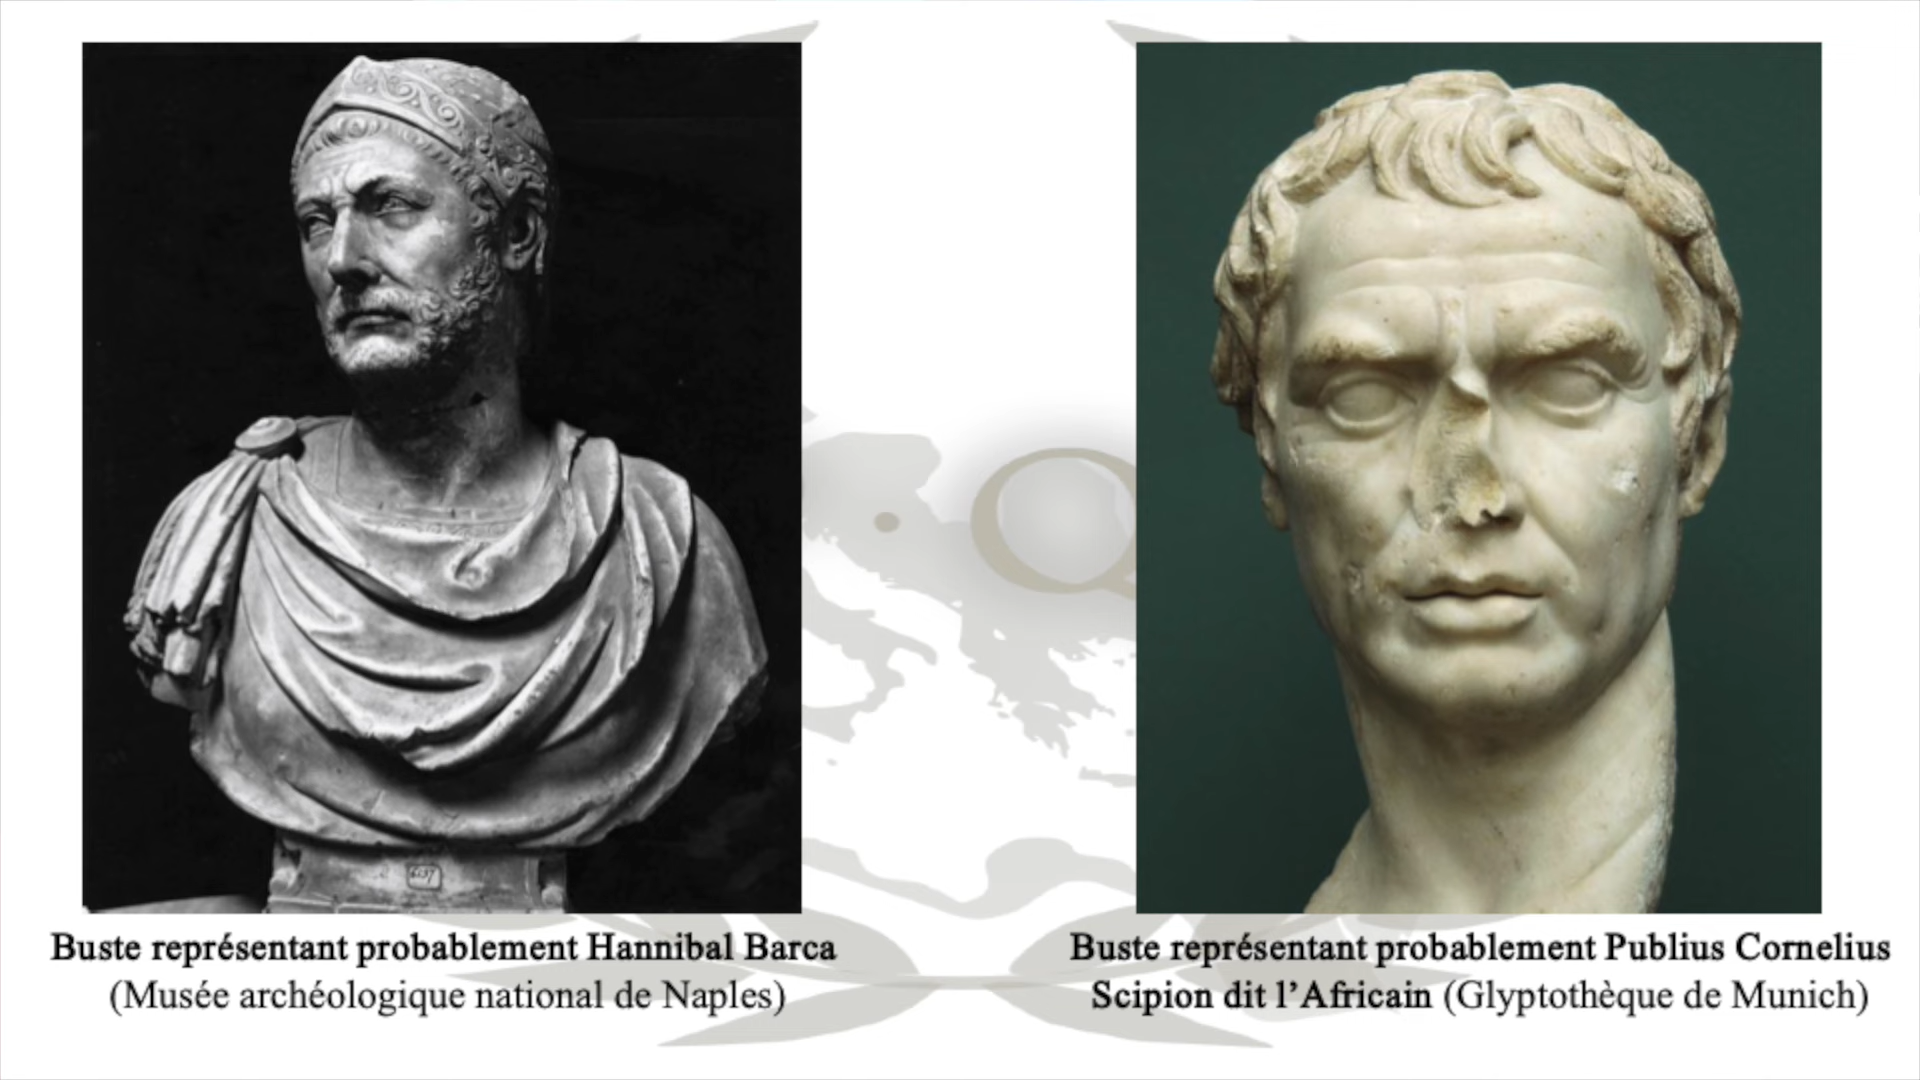 6157
Q
Buste représentant probablement Hannibal Barca
(Musée archéologique national de Naples)
Buste représentant probablement Publius Cornelius
Scipion dit l’Africain (Glyptothèque de Munich)